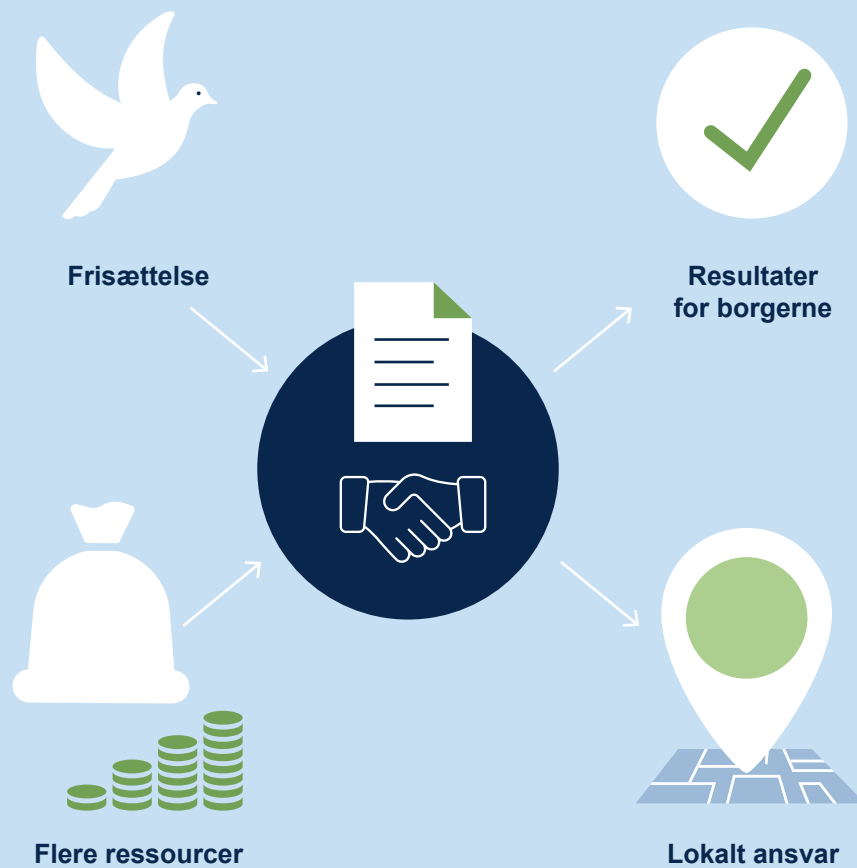 Frisættelse
Resultater
for borgerne
Flere ressourcer
Lokalt ansvar